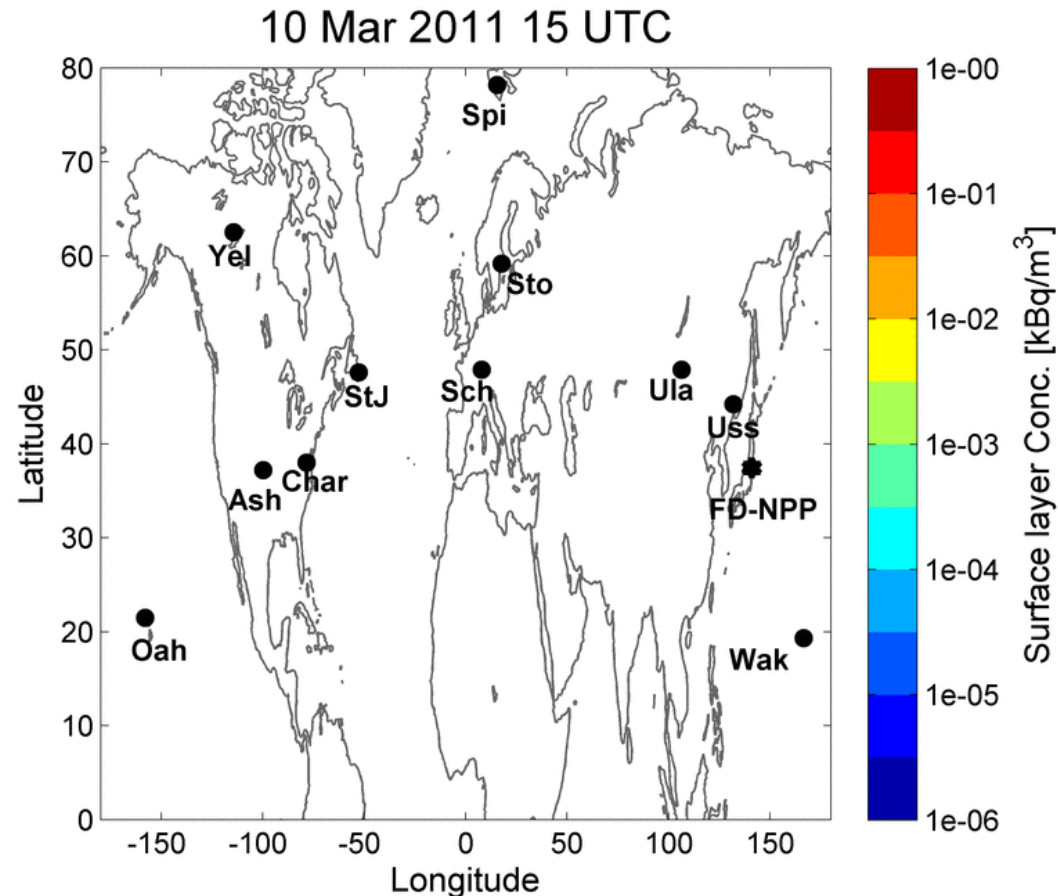 10 Mar 2011 15 UTC
80
70
60
50
40
30
20
10
0
Latitude
-150
-100
-50
0
50
100
150
Longitude
Spi
Yel
Sto
StJ
Sch
Ula
Uss
Ash
Char
FD-NPP
Oah
Wak
1e-00
1e-01
1e-02
1e-03
1e-04
1e-05
1e-06
Surface layer Conc. [kBq/m³]